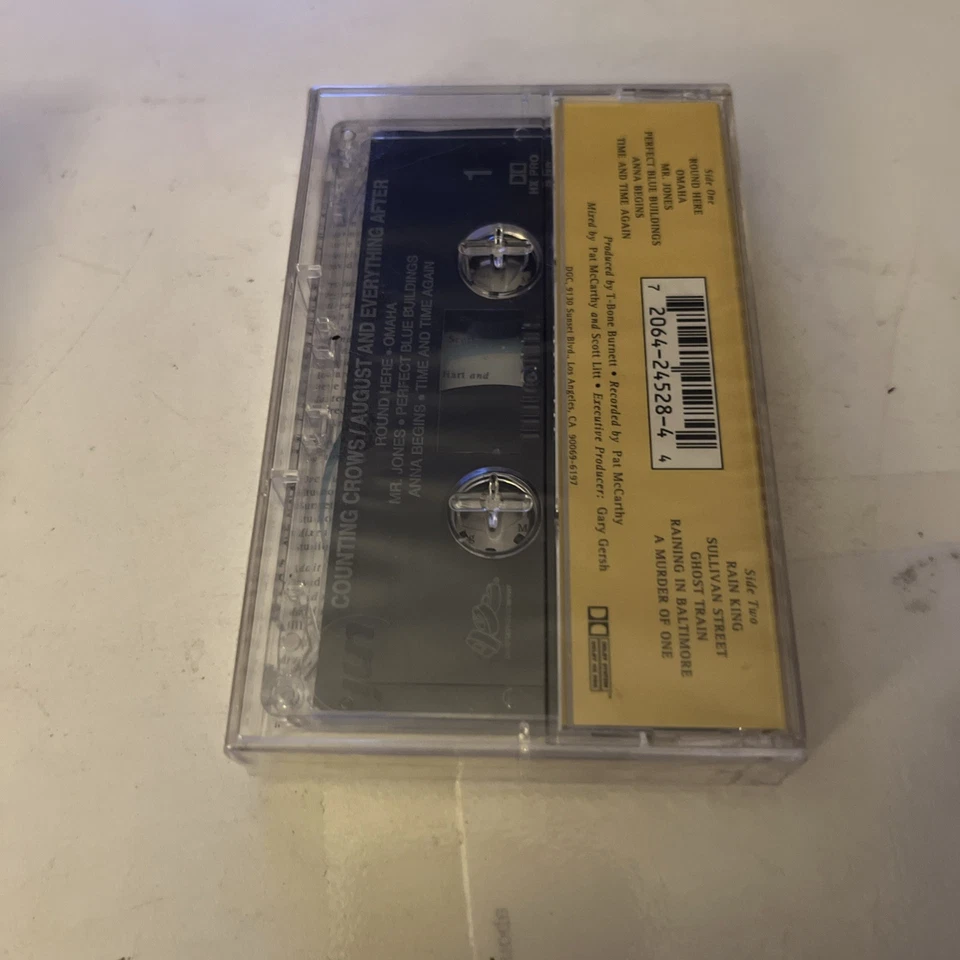 Side One
'ROUND HERE
OMAHA
MR. JONES
PERFECT BLUE BUILDINGS
ANNA BEGINS
TIME AND TIME AGAIN
7 2064-24528-4 4
Side Two
RAIN KING
SULLIVAN STREET
GHOST TRAIN
RAINING IN BALTIMORE
A MURDER OF ONE
Produced by T-Bone Burnett • Recorded by Pat McCarthy
Mixed by Pat McCarthy and Scott Litt • Executive Producer: Gary Gersh
DGC, 9130 Sunset Blvd., Los Angeles, CA 90069-6197
1
HX PRO
COUNTING CROWS / AUGUST AND EVERYTHING AFTER
ROUND HERE • OMAHA
MR. JONES • PERFECT BLUE BUILDINGS
ANNA BEGINS • TIME AND TIME AGAIN
start and